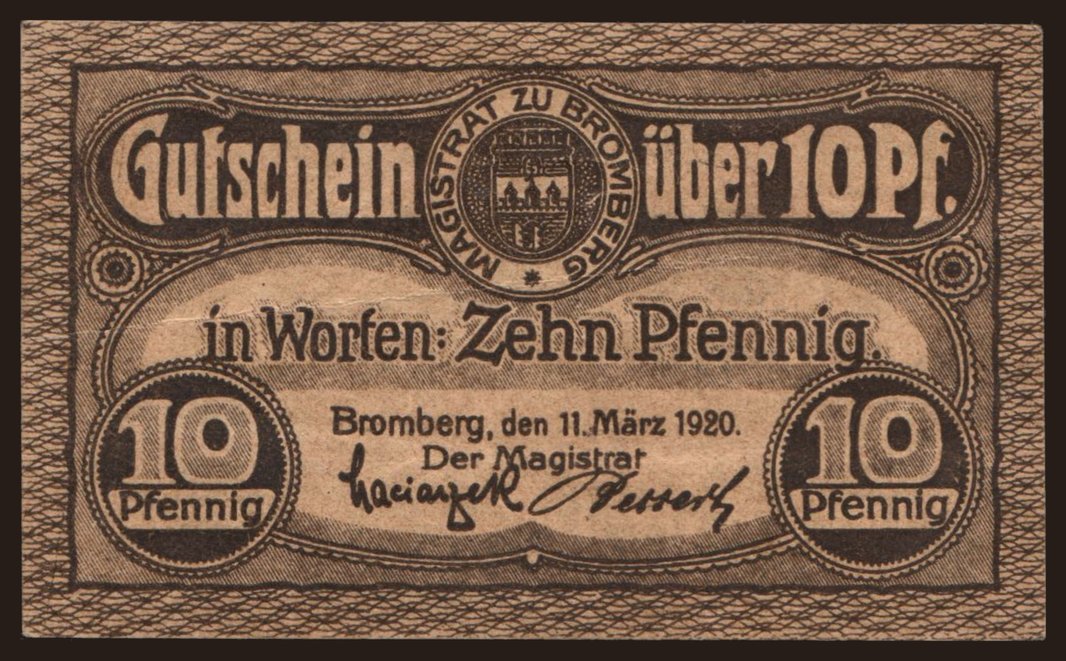 Gutschein über 10 Pf.
MAGISTRAT ZU BROMBERG *
in Worten: Zehn Pfennig.
Bromberg, den 11. März 1920.
Der Magistrat
Maciaszek
10 Pfennig
10 Pfennig